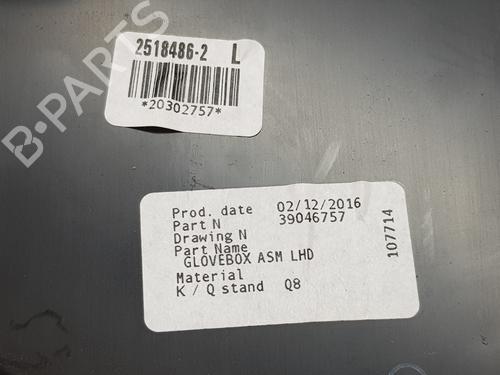 2518486-2 L
*20302757*
B-PARTS
Prod. date 02/12/2016
Part N 39046757
Drawing N
Part Name
GLOVEBOX ASM LHD
Material
K / Q stand Q8
107714